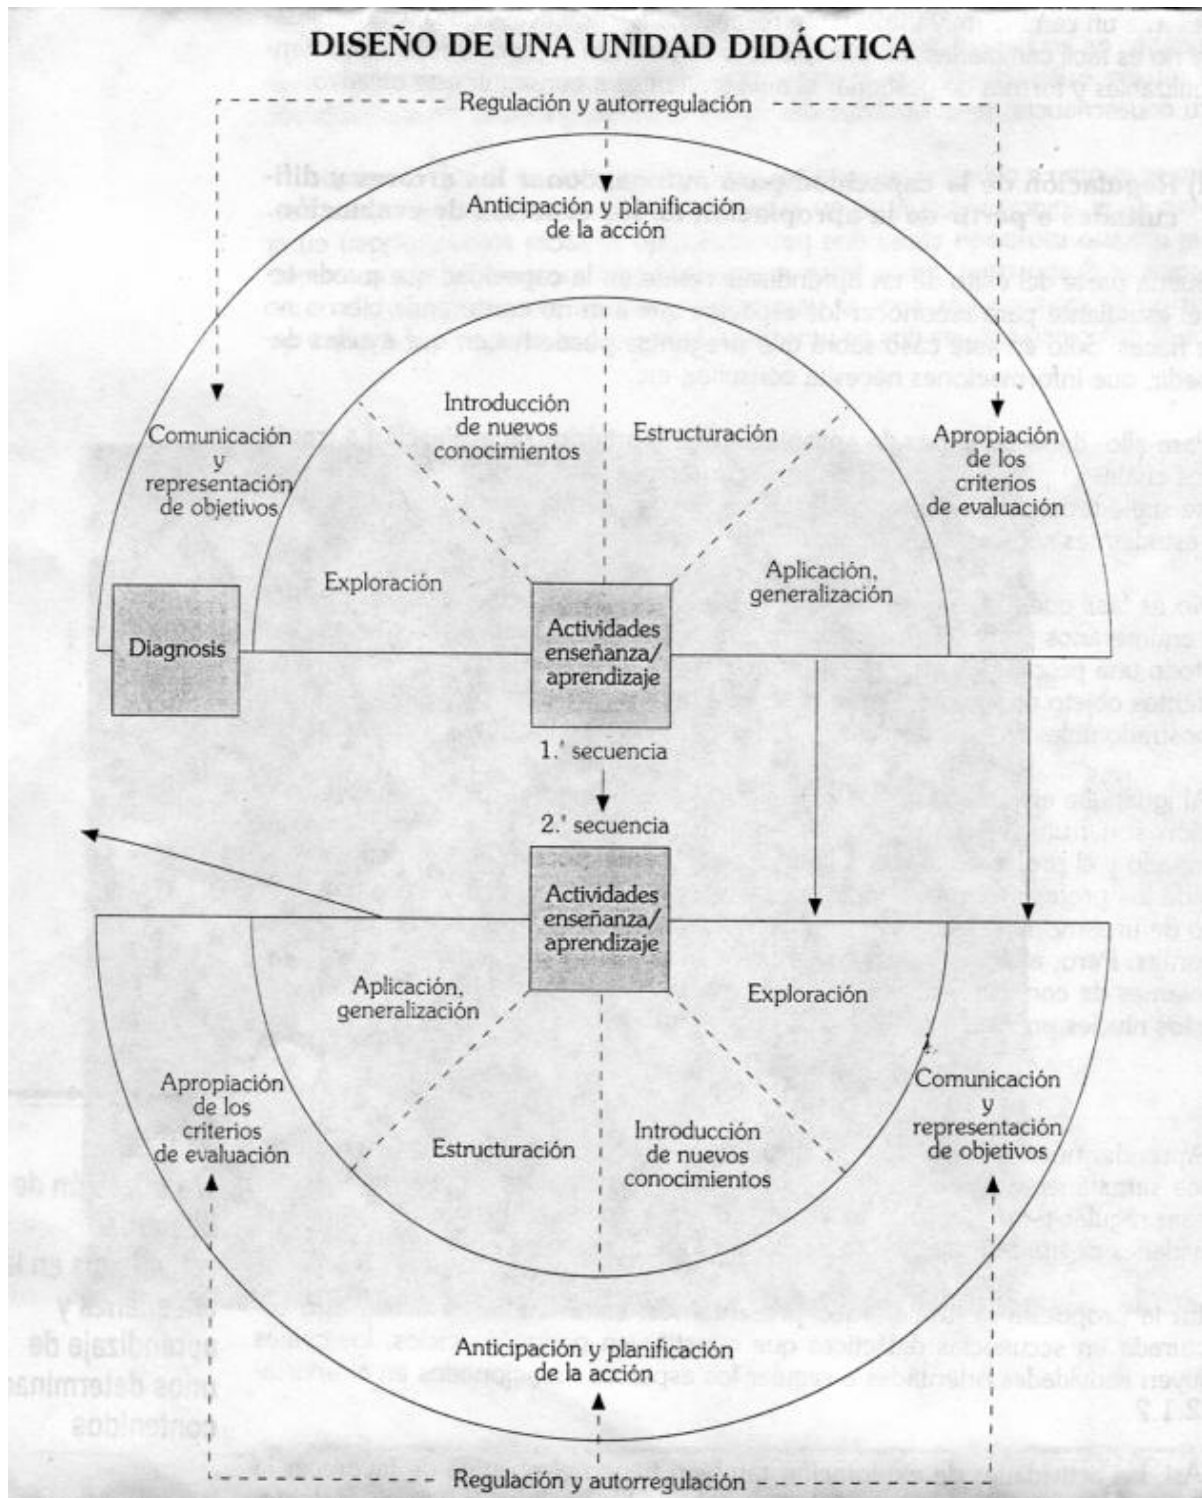 DISEÑO DE UNA UNIDAD DIDÁCTICA
Regulación y autorregulación
Anticipación y planificación
de la acción
Introducción
de nuevos
conocimientos
Estructuración
Comunicación
y
representación
de objetivos
Apropiación
de los
criterios
de evaluación
Exploración
Aplicación,
generalización
Diagnosis
Actividades
enseñanza/
aprendizaje
1.ª secuencia
2.ª secuencia
Actividades
enseñanza/
aprendizaje
Aplicación,
generalización
Exploración
Apropiación
de los
criterios
de evaluación
Comunicación
y
representación
de objetivos
Estructuración
Introducción
de nuevos
conocimientos
Anticipación y planificación
de la acción
Regulación y autorregulación